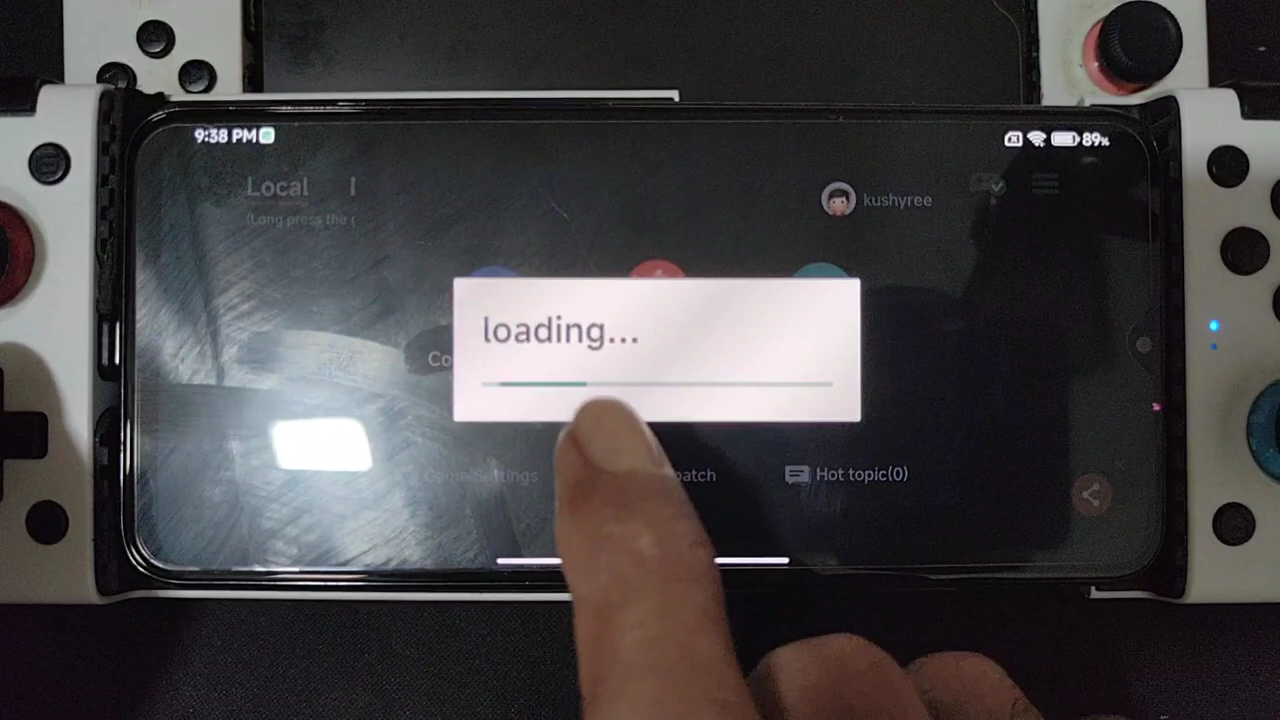 9:38 PM
89%
Local
(Long press the
kushyree
loading...
Co
Game Settings
patch
Hot topic(0)